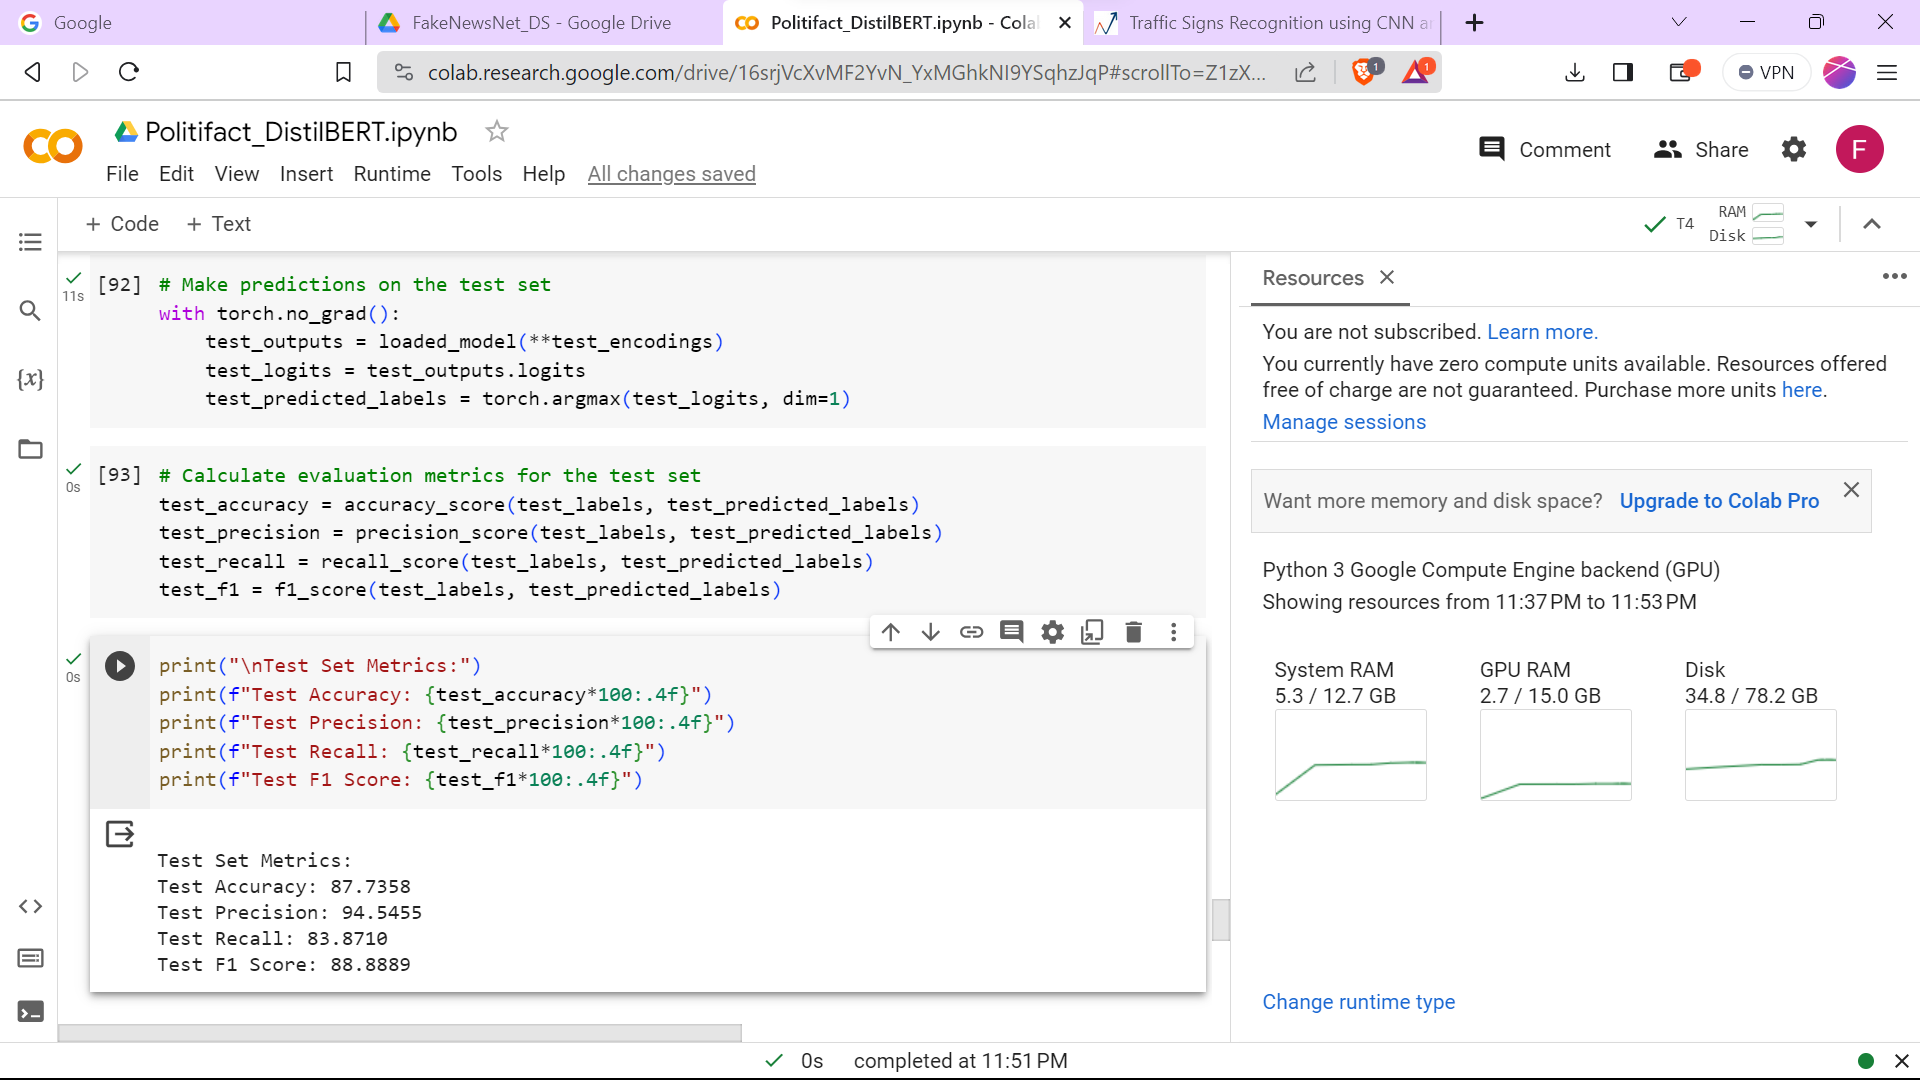 Google
FakeNewsNet_DS - Google Drive
Politifact_DistilBERT.ipynb - Cola
Traffic Signs Recognition using CNN a
colab.research.google.com/drive/16srjVcXvMF2YvN_YxMGhkNI9YSqhzJqP#scrollTo=Z1zX...
1
1
VPN
Politifact_DistilBERT.ipynb
File Edit View Insert Runtime Tools Help All changes saved
Comment
Share
F
+ Code + Text
T4
RAM
Disk
11s
[92] # Make predictions on the test set
with torch.no_grad():
test_outputs = loaded_model(**test_encodings)
test_logits = test_outputs.logits
test_predicted_labels = torch.argmax(test_logits, dim=1)
0s
[93] # Calculate evaluation metrics for the test set
test_accuracy = accuracy_score(test_labels, test_predicted_labels)
test_precision = precision_score(test_labels, test_predicted_labels)
test_recall = recall_score(test_labels, test_predicted_labels)
test_f1 = f1_score(test_labels, test_predicted_labels)
0s
print("\nTest Set Metrics:")
print(f"Test Accuracy: {test_accuracy*100:.4f}")
print(f"Test Precision: {test_precision*100:.4f}")
print(f"Test Recall: {test_recall*100:.4f}")
print(f"Test F1 Score: {test_f1*100:.4f}")
Test Set Metrics:
Test Accuracy: 87.7358
Test Precision: 94.5455
Test Recall: 83.8710
Test F1 Score: 88.8889
Resources
You are not subscribed. Learn more.
You currently have zero compute units available. Resources offered
free of charge are not guaranteed. Purchase more units here.
Manage sessions
Want more memory and disk space? Upgrade to Colab Pro
Python 3 Google Compute Engine backend (GPU)
Showing resources from 11:37 PM to 11:53 PM
System RAM
5.3 / 12.7 GB
GPU RAM
2.7 / 15.0 GB
Disk
34.8 / 78.2 GB
Change runtime type
0s completed at 11:51 PM